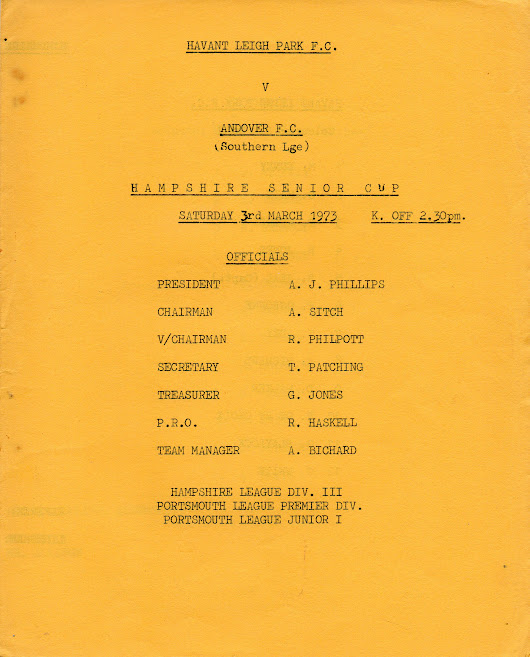 HAVANT LEIGH PARK F.C.
V
ANDOVER F.C.
(Southern Lge)
HAMPSHIRE SENIOR CUP
SATURDAY 3rd MARCH 1973 K. OFF 2.30pm.
OFFICIALS
PRESIDENT A. J. PHILLIPS
CHAIRMAN A. SITCH
V/CHAIRMAN R. PHILPOTT
SECRETARY T. PATCHING
TREASURER G. JONES
P.R.O. R. HASKELL
TEAM MANAGER A. BICHARD
HAMPSHIRE LEAGUE DIV. III
PORTSMOUTH LEAGUE PREMIER DIV.
PORTSMOUTH LEAGUE JUNIOR I